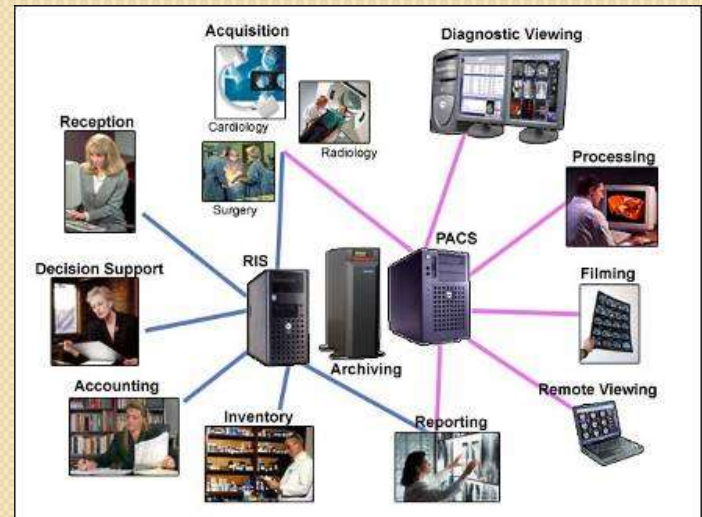 Acquisition
Diagnostic Viewing
Cardiology
Radiology
Reception
Surgery
Processing
PACS
RIS
Decision Support
Filming
Archiving
Accounting
Inventory
Reporting
Remote Viewing